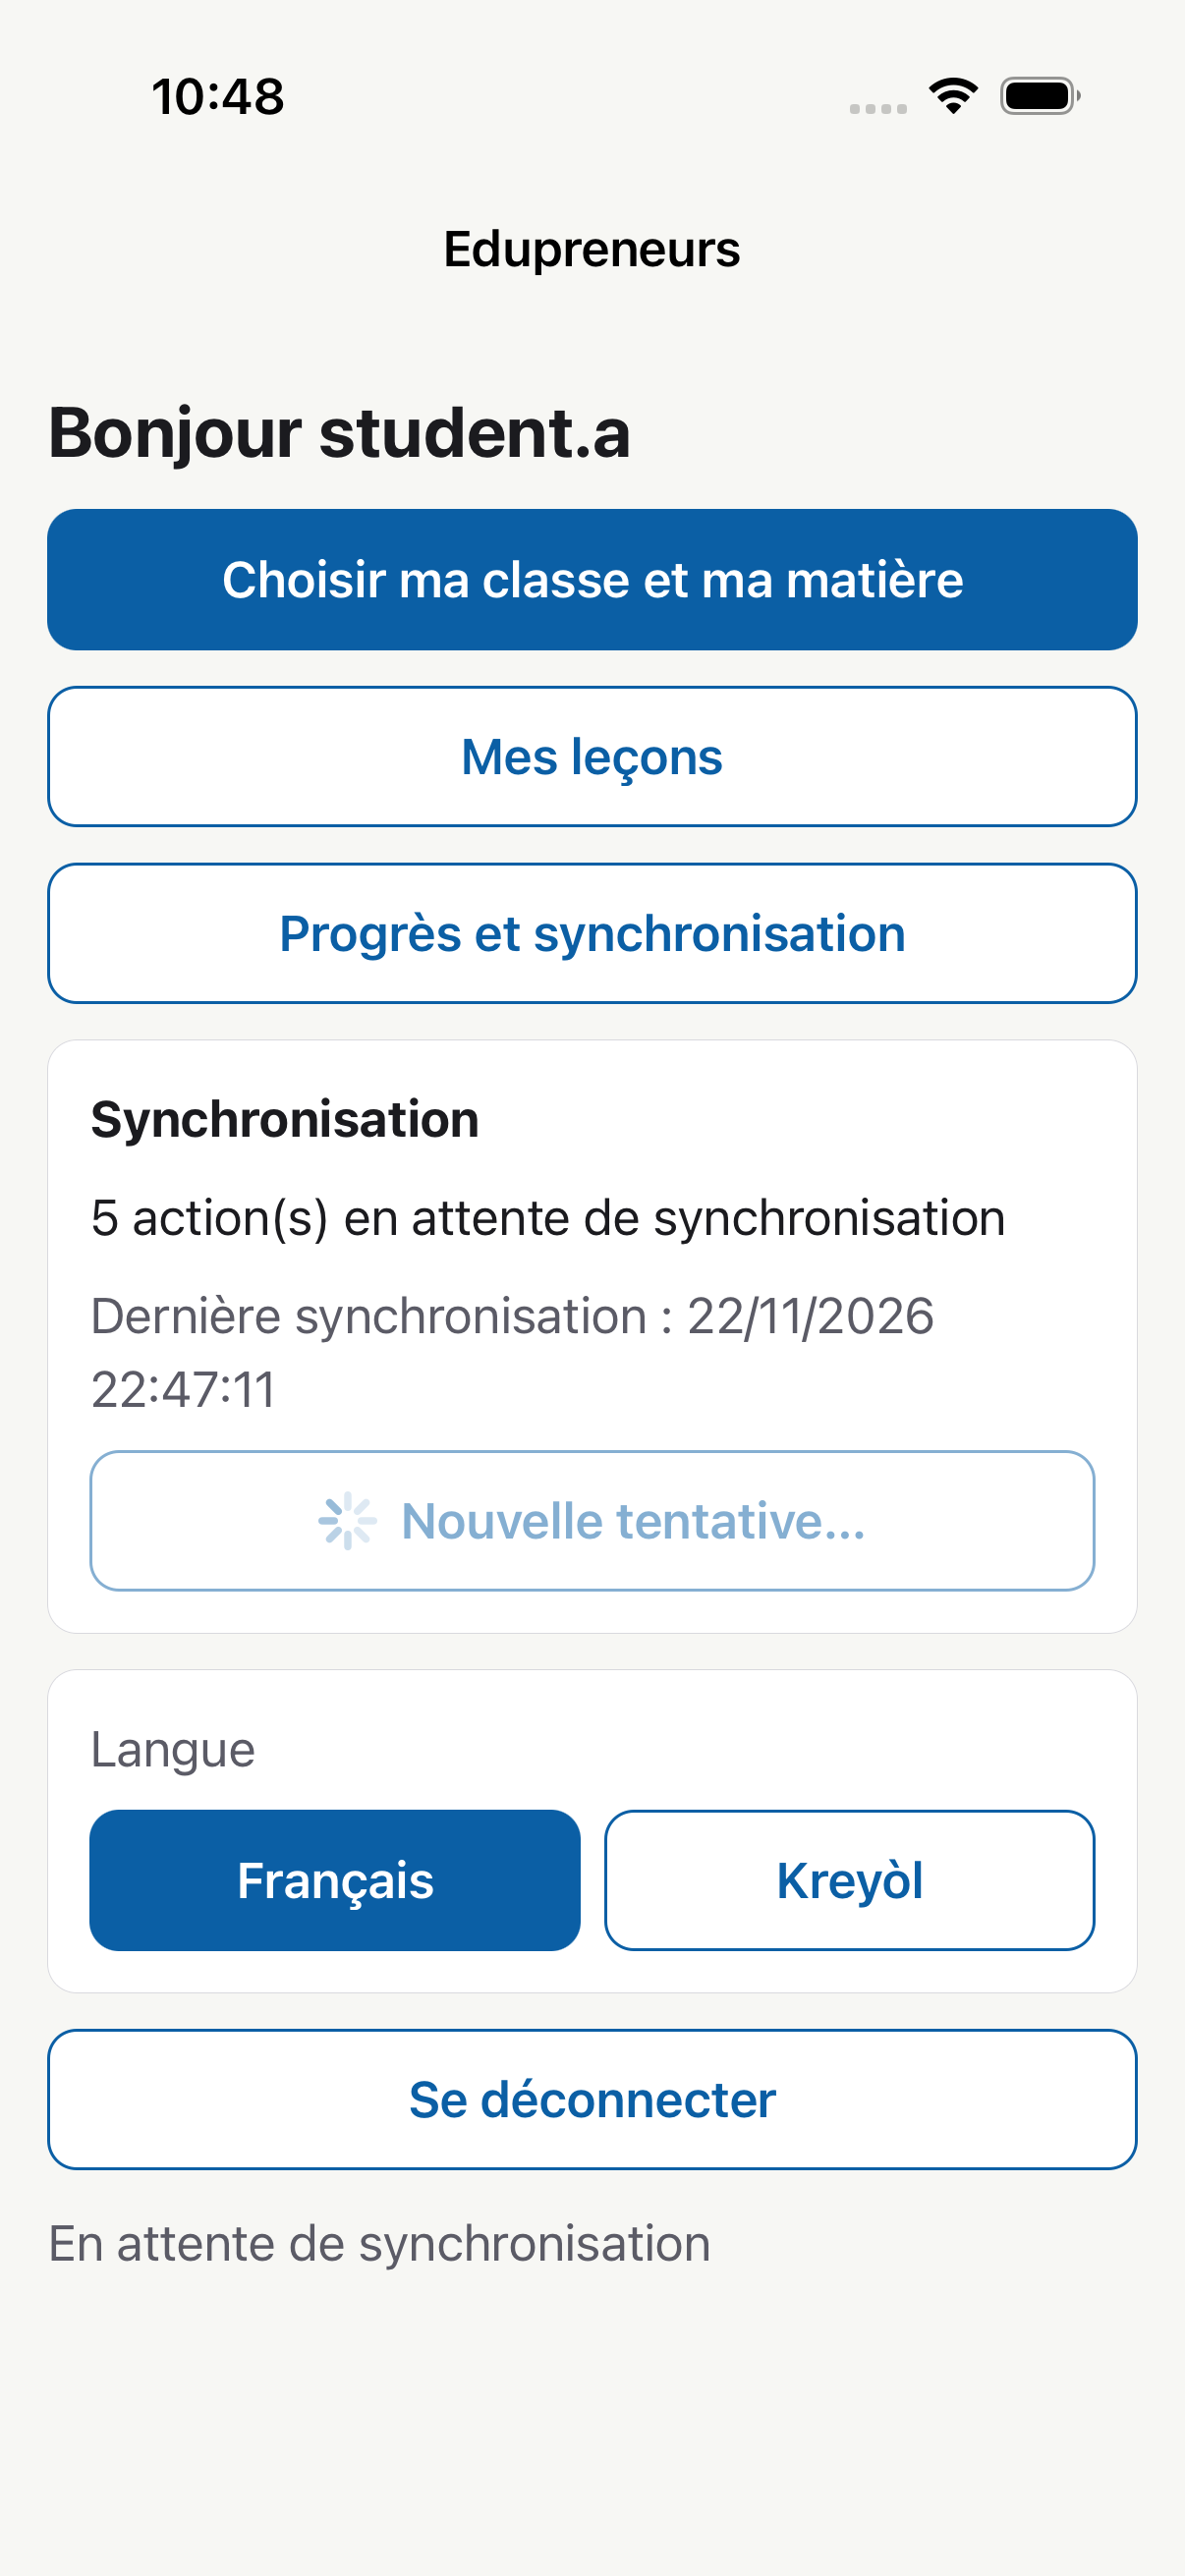 10:48
Edupreneurs
Bonjour student.a
Choisir ma classe et ma matière
Mes leçons
Progrès et synchronisation
Synchronisation
5 action(s) en attente de synchronisation
Dernière synchronisation : 22/11/2026
22:47:11
Nouvelle tentative...
Langue
Français
Kreyòl
Se déconnecter
En attente de synchronisation